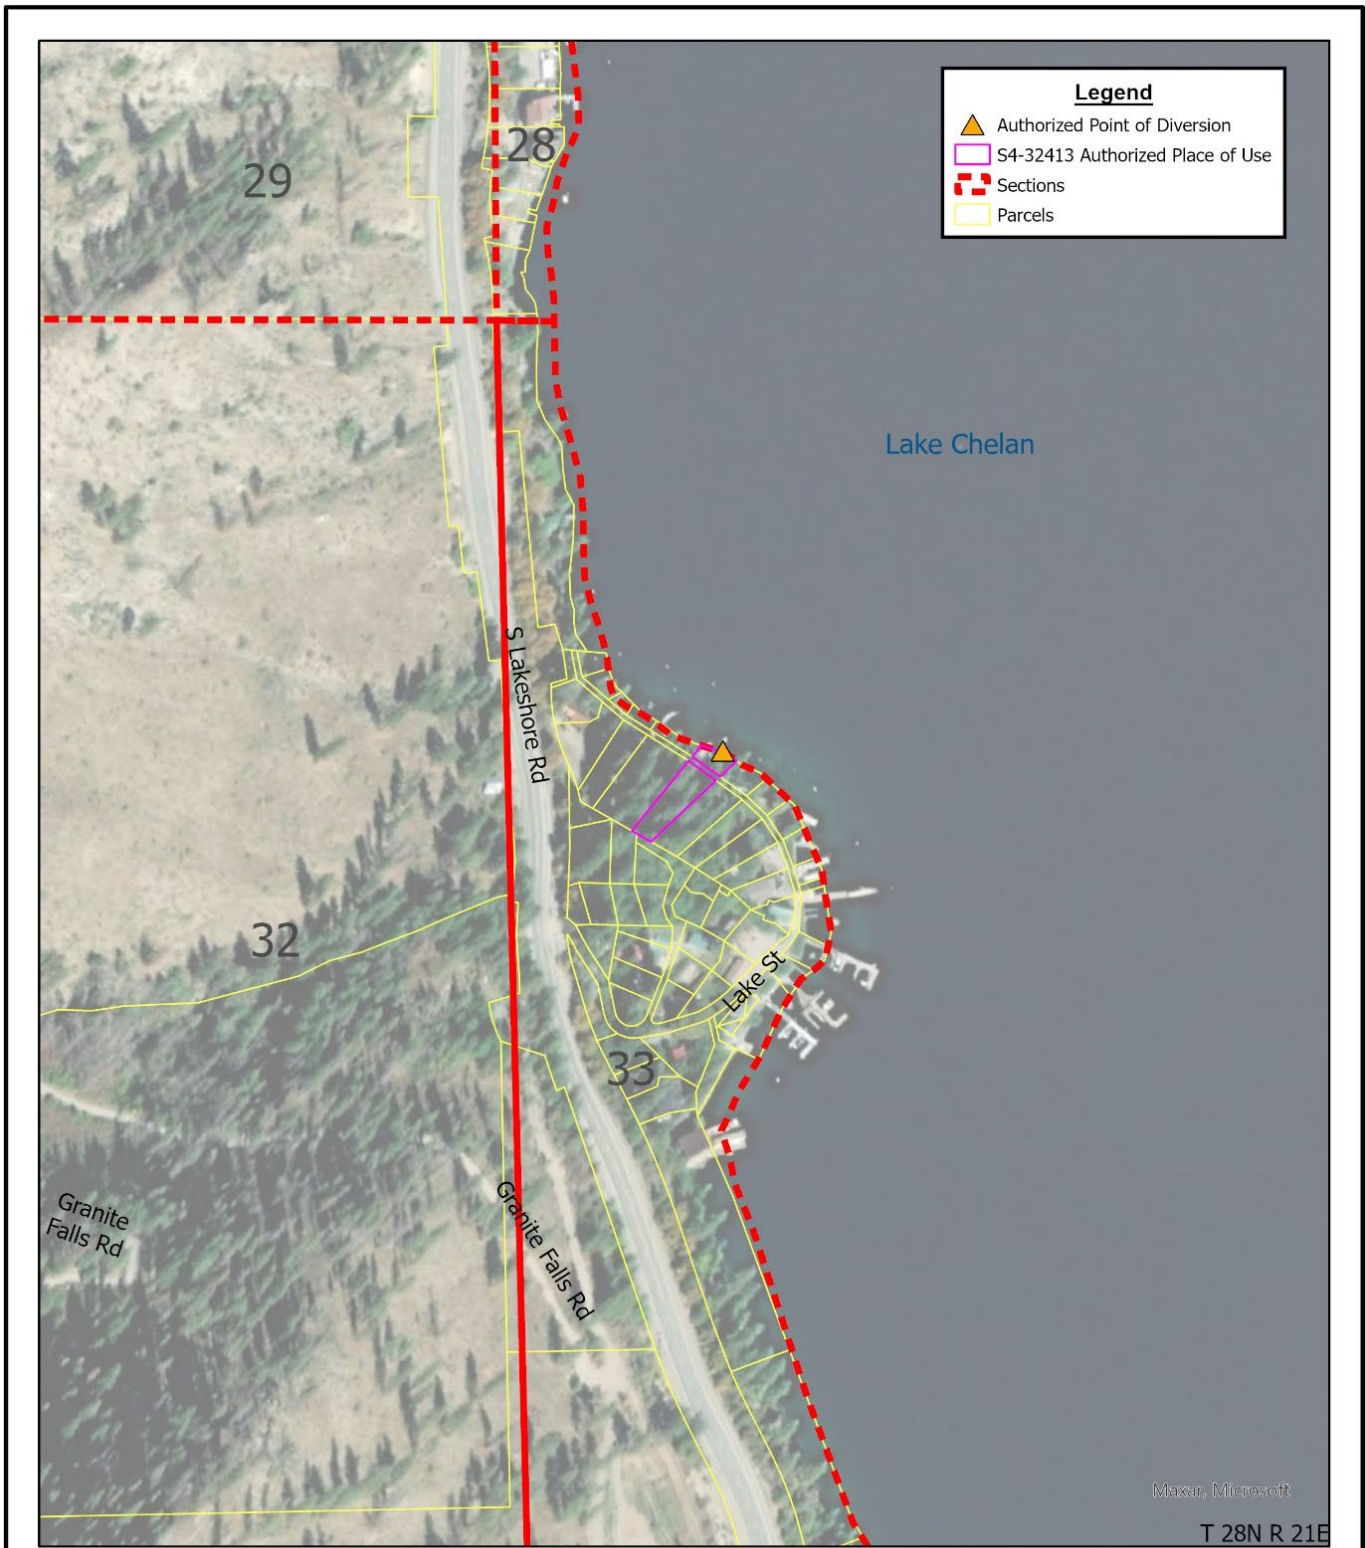 Legend
Authorized Point of Diversion
S4-32413 Authorized Place of Use
Sections
Parcels
28
29
Lake Chelan
S Lakeshore Rd
32
Lake St
33
Granite
Falls Rd
Granite Falls Rd
Maxar, Microsoft
T 28N R 21E